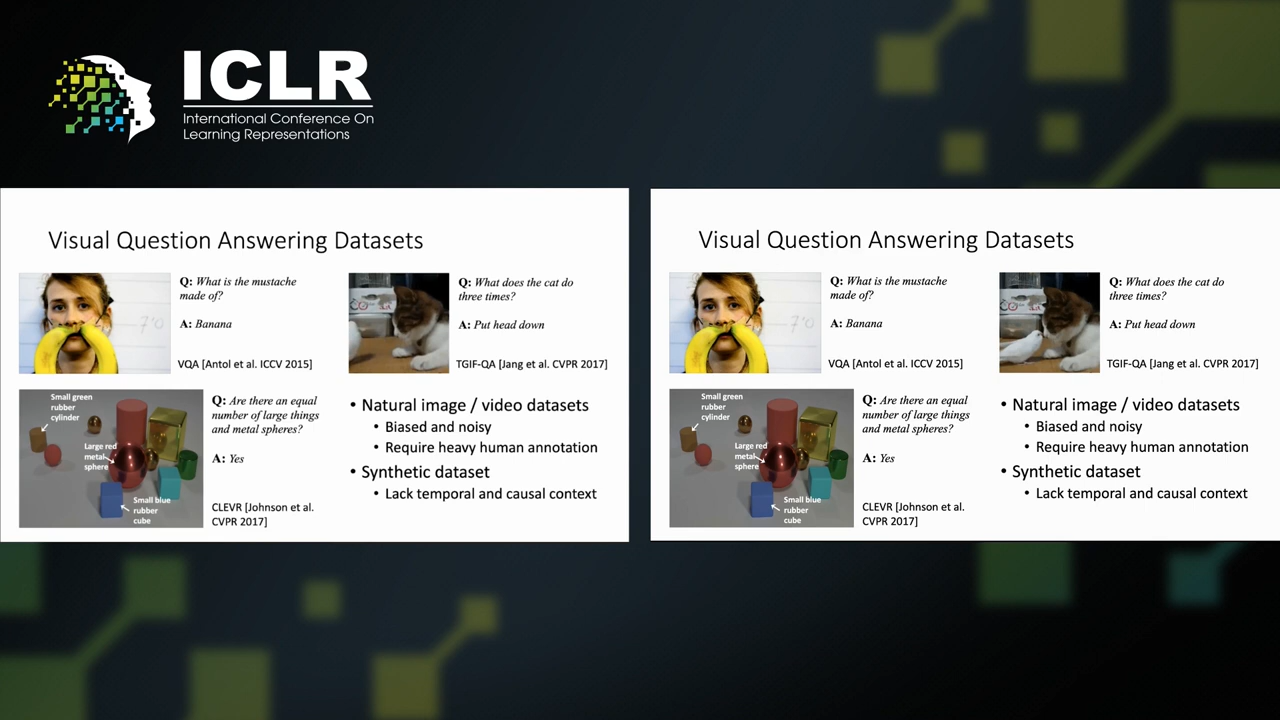 ICLR
International Conference On
Learning Representations
Visual Question Answering Datasets
Q: What is the mustache
made of?
A: Banana
VQA [Antol et al. ICCV 2015]
Q: What does the cat do
three times?
A: Put head down
TGIF-QA [Jang et al. CVPR 2017]
Small green
rubber
cylinder
Large red
metal
sphere
Small blue
rubber
cube
Q: Are there an equal
number of large things
and metal spheres?
A: Yes
CLEVR [Johnson et al.
CVPR 2017]
• Natural image / video datasets
• Biased and noisy
• Require heavy human annotation
• Synthetic dataset
• Lack temporal and causal context
Visual Question Answering Datasets
Q: What is the mustache
made of?
A: Banana
VQA [Antol et al. ICCV 2015]
Q: What does the cat do
three times?
A: Put head down
TGIF-QA [Jang et al. CVPR 2017]
Small green
rubber
cylinder
Large red
metal
sphere
Small blue
rubber
cube
Q: Are there an equal
number of large things
and metal spheres?
A: Yes
CLEVR [Johnson et al.
CVPR 2017]
• Natural image / video datasets
• Biased and noisy
• Require heavy human annotation
• Synthetic dataset
• Lack temporal and causal context